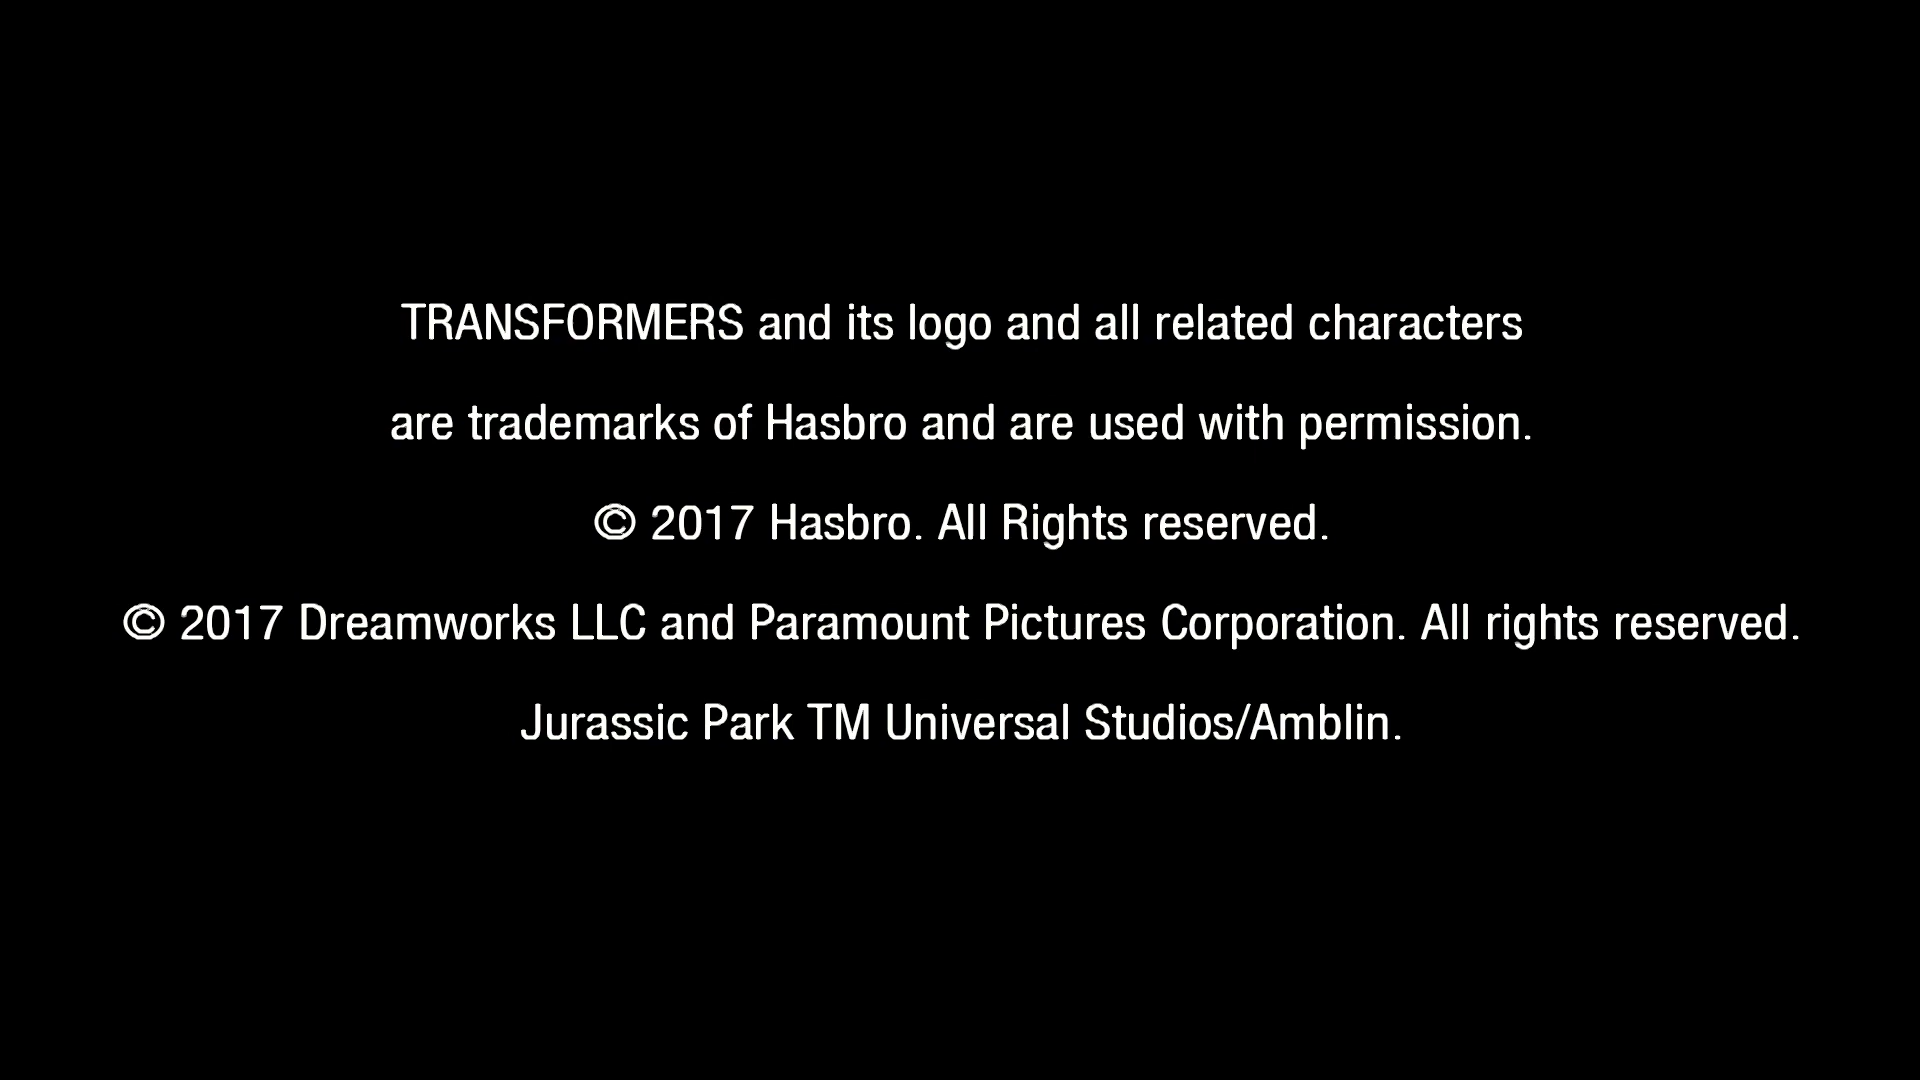 TRANSFORMERS and its logo and all related characters
are trademarks of Hasbro and are used with permission.
© 2017 Hasbro. All Rights reserved.
© 2017 Dreamworks LLC and Paramount Pictures Corporation. All rights reserved.
Jurassic Park TM Universal Studios/Amblin.